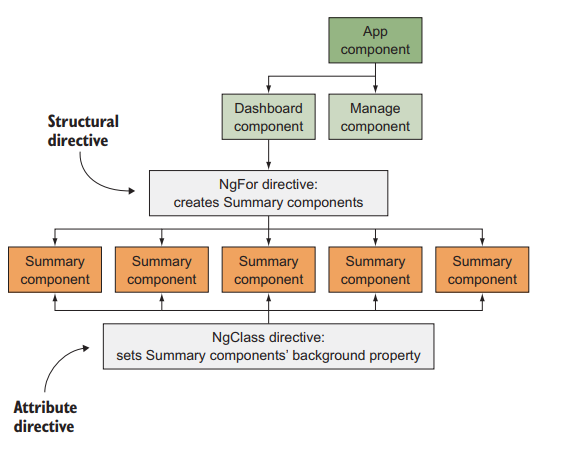 App
component
Dashboard
component
Manage
component
Structural
directive
NgFor directive:
creates Summary components
Summary
component
Summary
component
Summary
component
Summary
component
Summary
component
NgClass directive:
sets Summary components’ background property
Attribute
directive